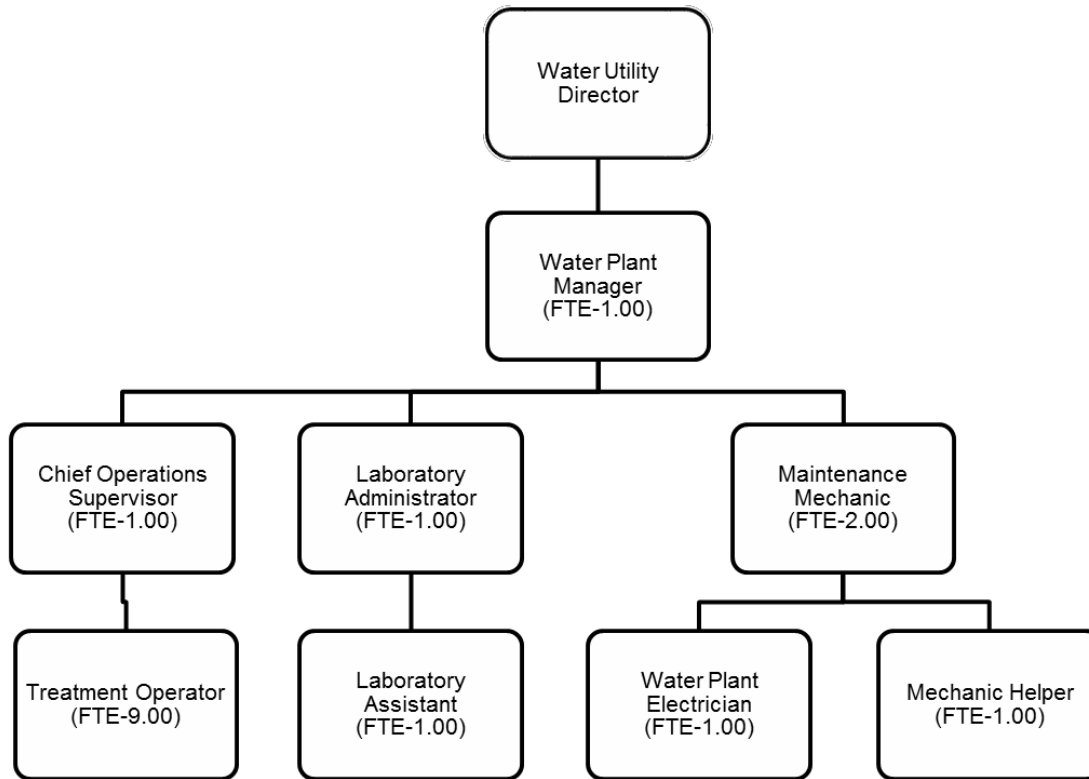 Water Utility
Director
Water Plant
Manager
(FTE-1.00)
Chief Operations
Supervisor
(FTE-1.00)
Laboratory
Administrator
(FTE-1.00)
Maintenance
Mechanic
(FTE-2.00)
Treatment Operator
(FTE-9.00)
Laboratory
Assistant
(FTE-1.00)
Water Plant
Electrician
(FTE-1.00)
Mechanic Helper
(FTE-1.00)